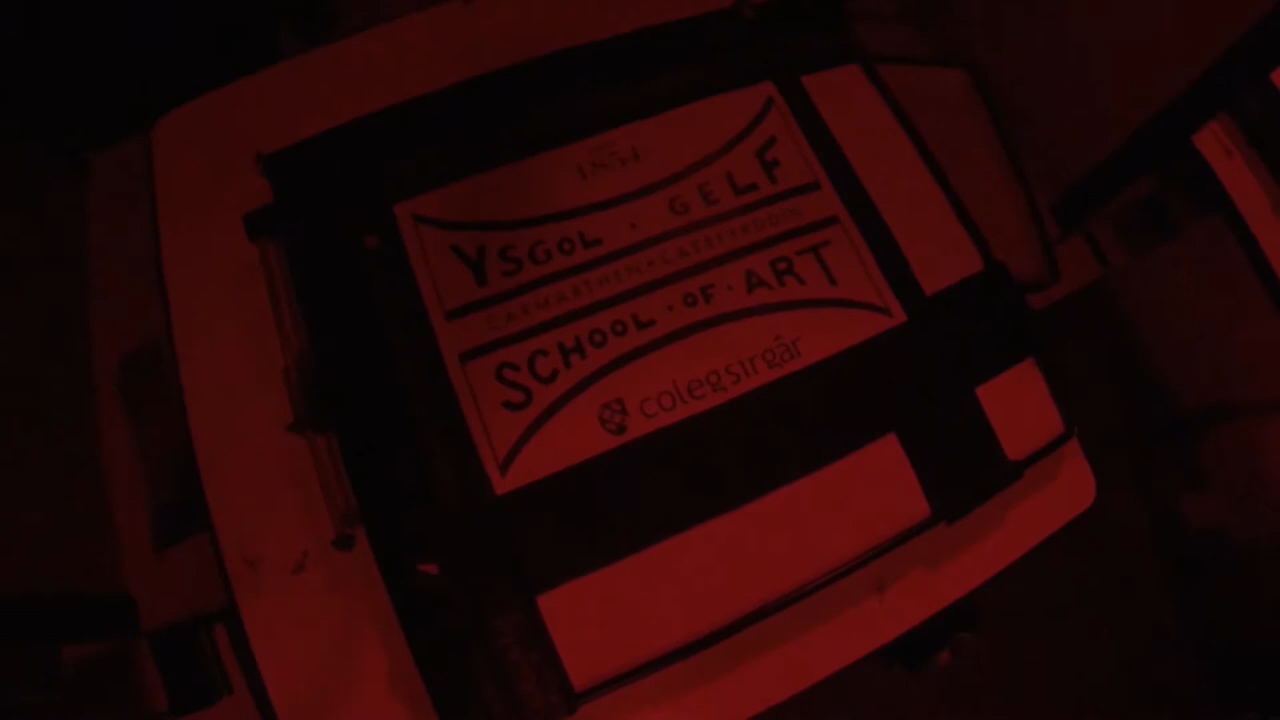 1854
YSGOL · GELF
CARMARTHEN · CAERFYRDDIN
SCHOOL · OF · ART
colegsirgâr